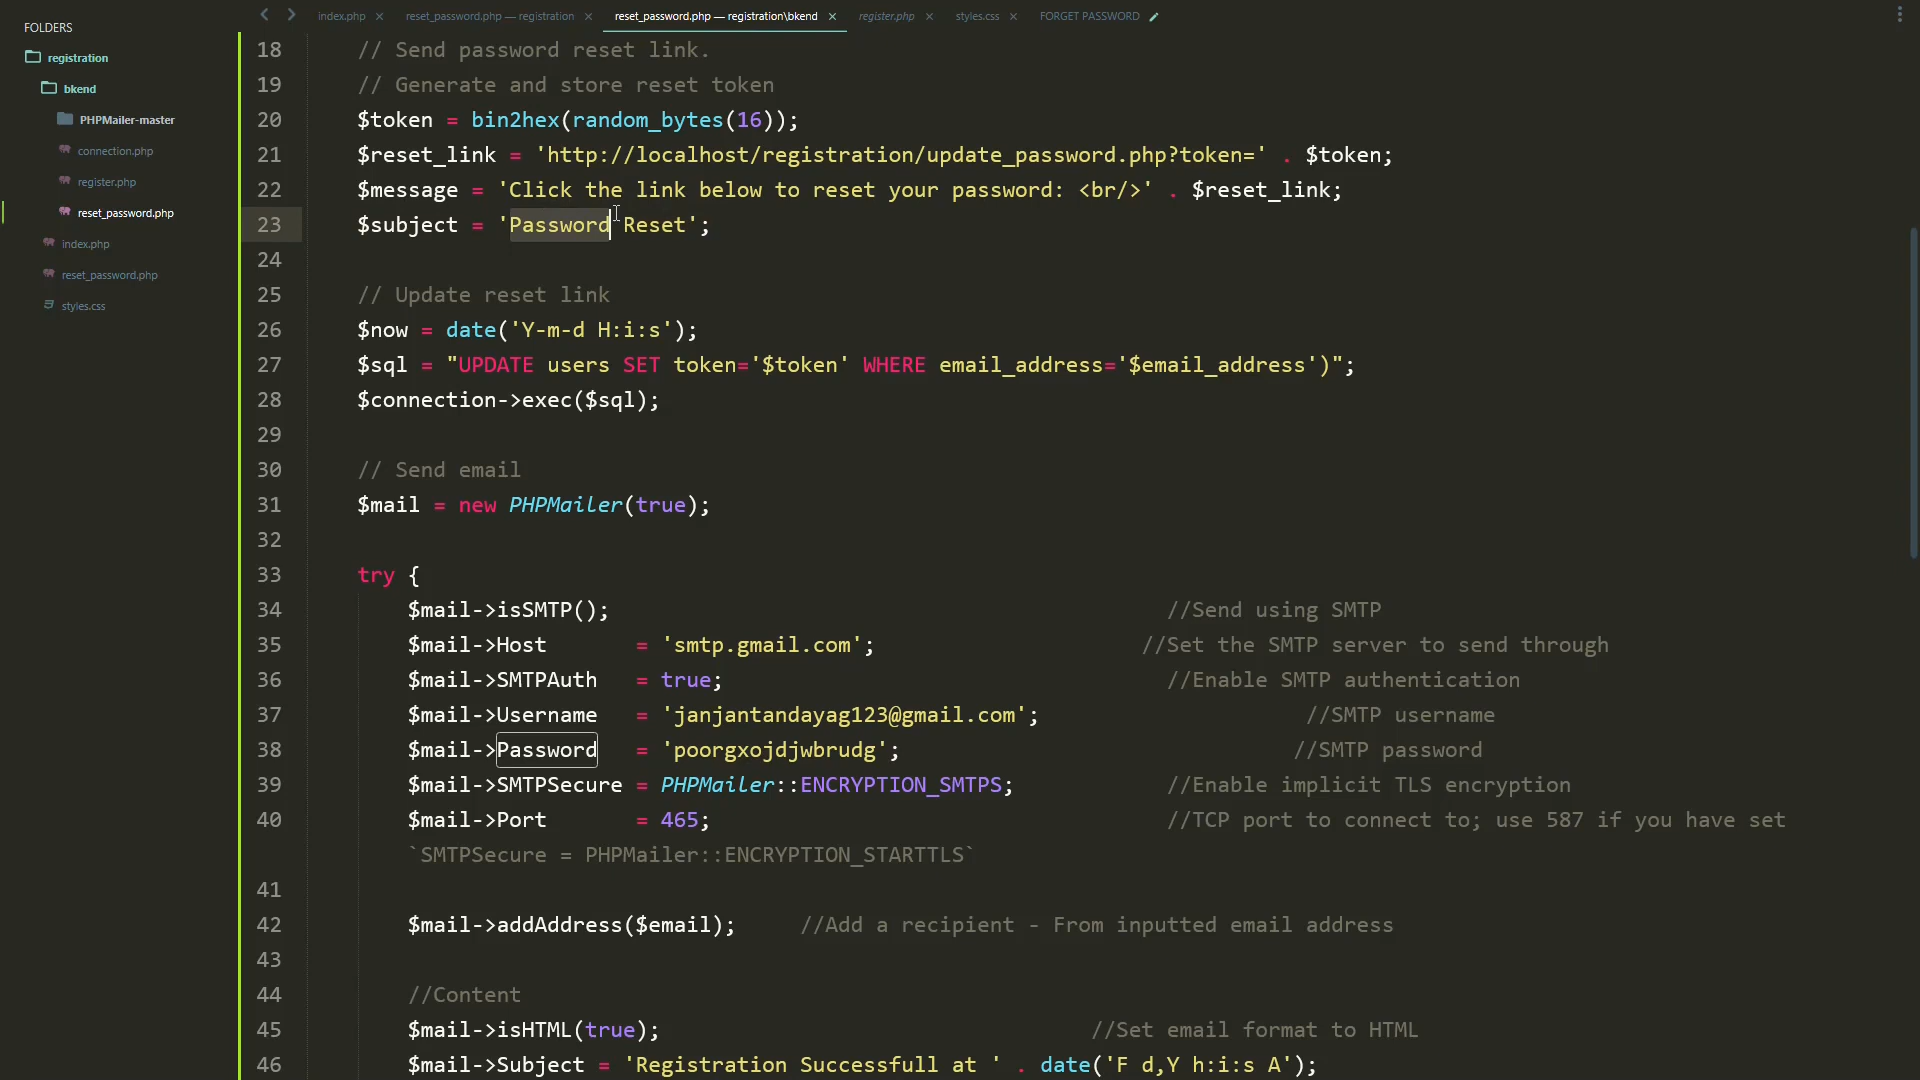 FOLDERS
registration
bkend
PHPMailer-master
connection.php
register.php
reset_password.php
index.php
reset_password.php
styles.css
index.php × reset_password.php — registration × reset_password.php — registration\bkend × register.php × styles.css × FORGET PASSWORD
18 // Send password reset link.
19 // Generate and store reset token
20 $token = bin2hex(random_bytes(16));
21 $reset_link = 'http://localhost/registration/update_password.php?token=' . $token;
22 $message = 'Click the link below to reset your password: <br/>' . $reset_link;
23 $subject = 'Password Reset';
24
25 // Update reset link
26 $now = date('Y-m-d H:i:s');
27 $sql = "UPDATE users SET token='$token' WHERE email_address='$email_address')";
28 $connection->exec($sql);
29
30 // Send email
31 $mail = new PHPMailer(true);
32
33 try {
34 $mail->isSMTP(); //Send using SMTP
35 $mail->Host = 'smtp.gmail.com'; //Set the SMTP server to send through
36 $mail->SMTPAuth = true; //Enable SMTP authentication
37 $mail->Username = 'janjantandayag123@gmail.com'; //SMTP username
38 $mail->Password = 'poorgxojdjwbrudg'; //SMTP password
39 $mail->SMTPSecure = PHPMailer::ENCRYPTION_SMTPS; //Enable implicit TLS encryption
40 $mail->Port = 465; //TCP port to connect to; use 587 if you have set
`SMTPSecure = PHPMailer::ENCRYPTION_STARTTLS`
41
42 $mail->addAddress($email); //Add a recipient - From inputted email address
43
44 //Content
45 $mail->isHTML(true); //Set email format to HTML
46 $mail->Subject = 'Registration Successfull at ' . date('F d,Y h:i:s A');